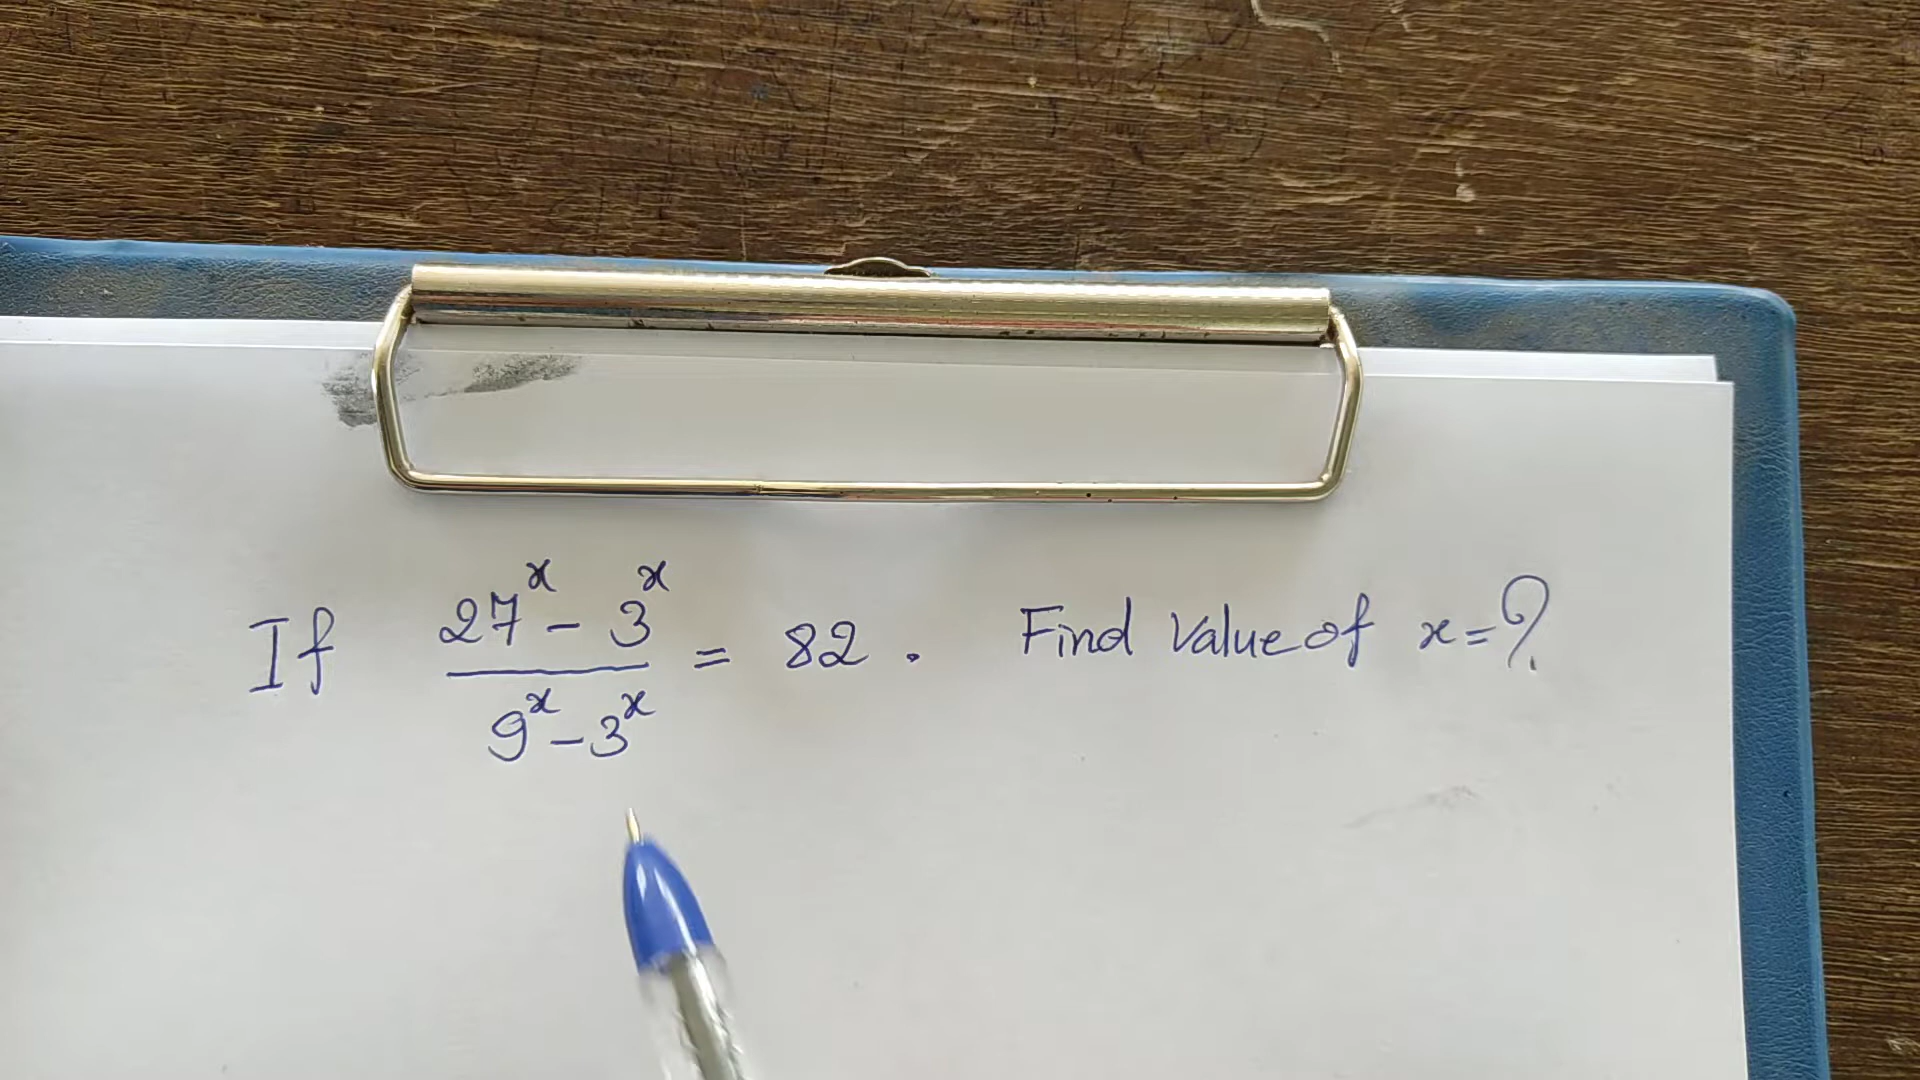 If (27^x - 3^x)/(9^x - 3^x) = 82. Find Value of x=?